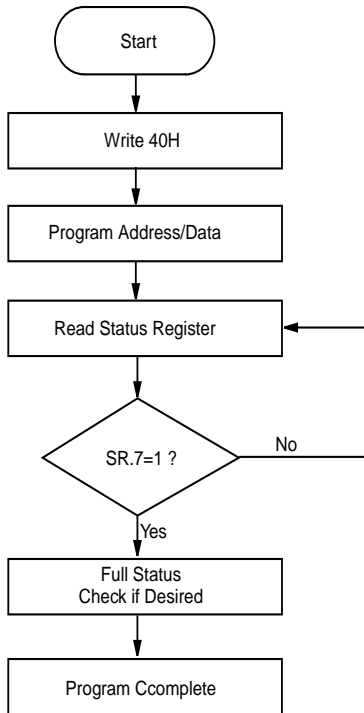 Start
Write 40H
Program Address/Data
Read Status Register
SR.7=1 ?
No
Yes
Full Status
Check if Desired
Program Ccomplete